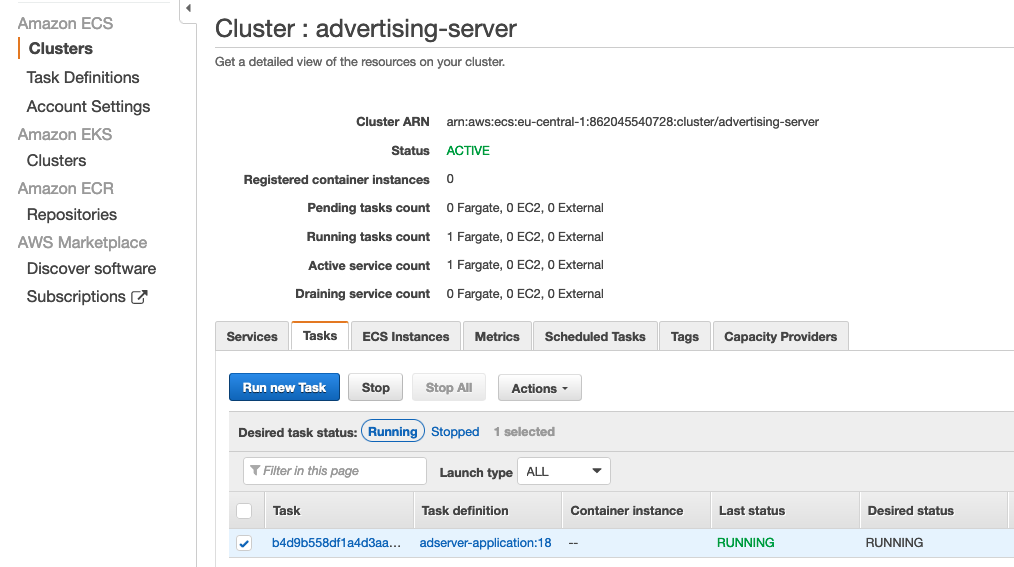 Amazon ECS
Clusters
Task Definitions
Account Settings
Amazon EKS
Clusters
Amazon ECR
Repositories
AWS Marketplace
Discover software
Subscriptions
Cluster : advertising-server
Get a detailed view of the resources on your cluster.
Cluster ARN arn:aws:ecs:eu-central-1:862045540728:cluster/advertising-server
Status ACTIVE
Registered container instances 0
Pending tasks count 0 Fargate, 0 EC2, 0 External
Running tasks count 1 Fargate, 0 EC2, 0 External
Active service count 1 Fargate, 0 EC2, 0 External
Draining service count 0 Fargate, 0 EC2, 0 External
Services Tasks ECS Instances Metrics Scheduled Tasks Tags Capacity Providers
Run new Task Stop Stop All Actions
Desired task status: Running Stopped 1 selected
Filter in this page Launch type ALL
Task Task definition Container instance Last status Desired status
b4d9b558df1a4d3aa... adserver-application:18 -- RUNNING RUNNING